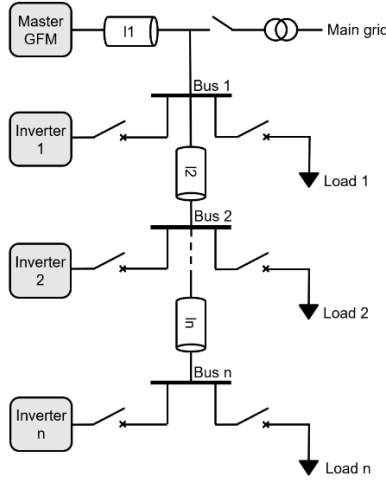 Master
GFM
l1
Main grid
Bus 1
Inverter
1
l2
Load 1
Bus 2
Inverter
2
Load 2
ln
Bus n
Inverter
n
Load n